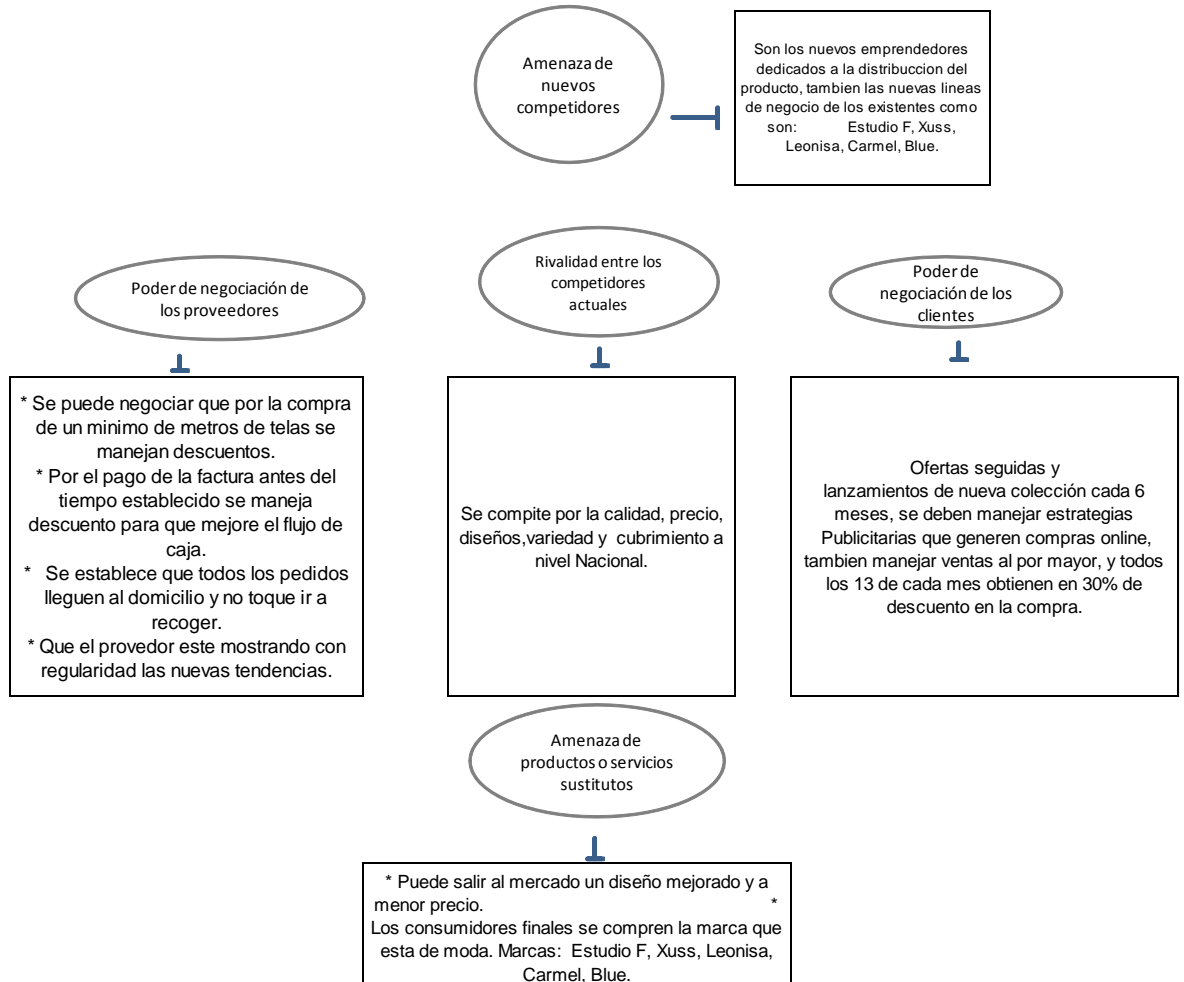 Amenaza de
nuevos
competidores
Son los nuevos emprendedores
dedicados a la distribuccion del
producto, tambien las nuevas lineas
de negocio de los existentes como
son: Estudio F, Xuss,
Leonisa, Carmel, Blue.
Poder de negociación de
los proveedores
Rivalidad entre los
competidores
actuales
Poder de
negociación de los
clientes
* Se puede negociar que por la compra
de un minimo de metros de telas se
manejan descuentos.
* Por el pago de la factura antes del
tiempo establecido se maneja
descuento para que mejore el flujo de
caja.
* Se establece que todos los pedidos
lleguen al domicilio y no toque ir a
recoger.
* Que el provedor este mostrando con
regularidad las nuevas tendencias.
Se compite por la calidad, precio,
diseños,variedad y cubrimiento a
nivel Nacional.
Ofertas seguidas y
lanzamientos de nueva colección cada 6
meses, se deben manejar estrategias
Publicitarias que generen compras online,
tambien manejar ventas al por mayor, y todos
los 13 de cada mes obtienen en 30% de
descuento en la compra.
Amenaza de
productos o servicios
sustitutos
* Puede salir al mercado un diseño mejorado y a
menor precio. *
Los consumidores finales se compren la marca que
esta de moda. Marcas: Estudio F, Xuss, Leonisa,
Carmel, Blue.